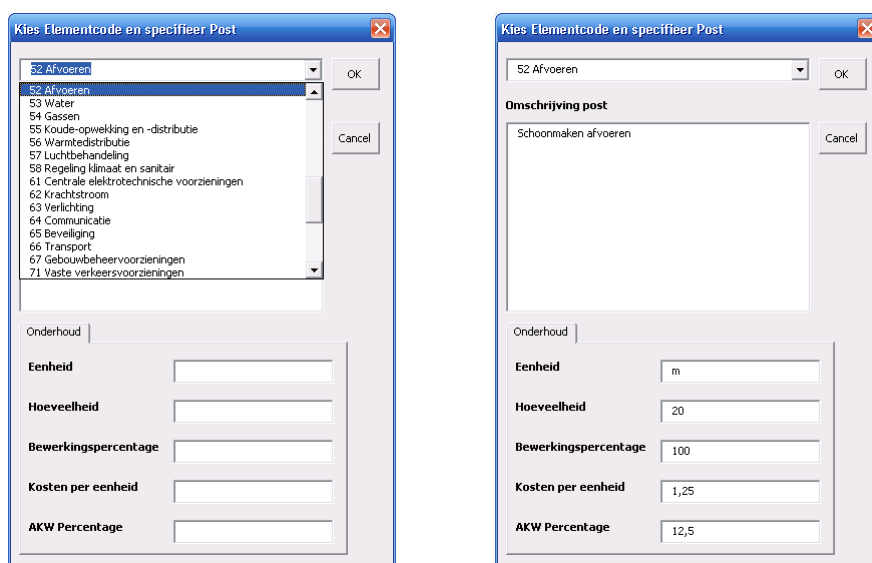 Kies Elementcode en specifieer Post
52 Afvoeren
OK
52 Afvoeren
53 Water
54 Gassen
55 Koude-opwekking en -distributie
56 Warmtedistributie
57 Luchtbehandeling
58 Regeling klimaat en sanitair
61 Centrale elektrotechnische voorzieningen
62 Krachtstroom
63 Verlichting
64 Communicatie
65 Beveiliging
66 Transport
67 Gebouwbeheervoorzieningen
71 Vaste verkeersvoorzieningen
Cancel
Onderhoud
Eenheid
Hoeveelheid
Bewerkingspercentage
Kosten per eenheid
AKW Percentage
Kies Elementcode en specifieer Post
52 Afvoeren
OK
Omschrijving post
Schoonmaken afvoeren
Cancel
Onderhoud
Eenheid m
Hoeveelheid 20
Bewerkingspercentage 100
Kosten per eenheid 1,25
AKW Percentage 12,5